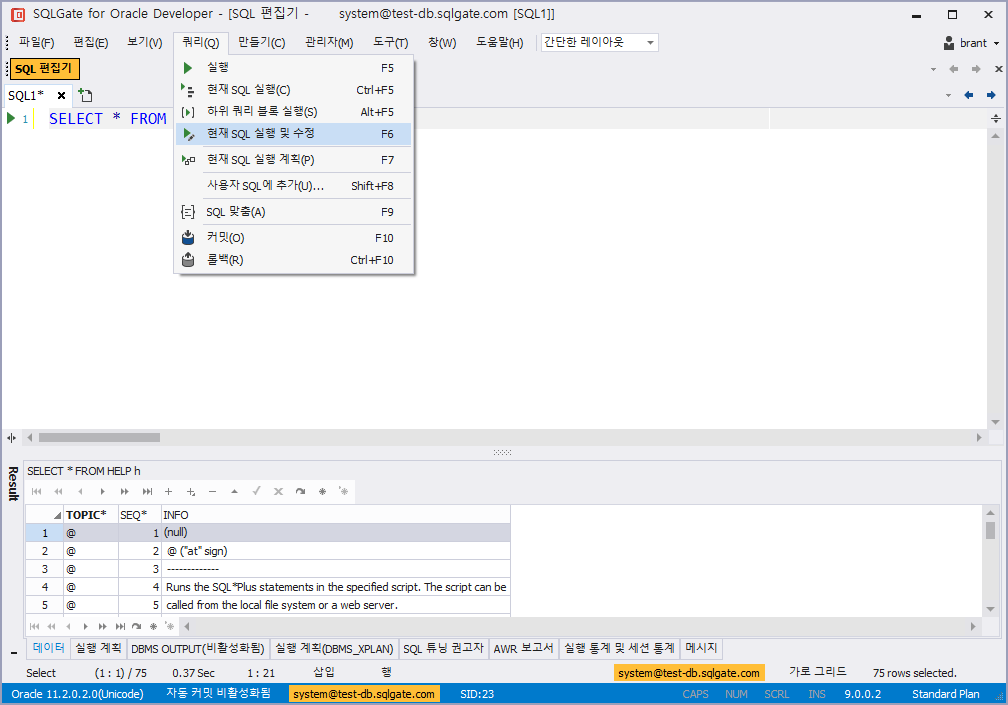 SQLGate for Oracle Developer - [SQL 편집기 - system@test-db.sqlgate.com [SQL1]]
파일(F) 편집(E) 보기(V) 쿼리(Q) 만들기(C) 관리자(M) 도구(T) 창(W) 도움말(H) 간단한 레이아웃 brant
SQL 편집기
SQL1*
1 SELECT * FROM
실행 F5
현재 SQL 실행(C) Ctrl+F5
하위 쿼리 블록 실행(S) Alt+F5
현재 SQL 실행 및 수정 F6
현재 SQL 실행 계획(P) F7
사용자 SQL에 추가(U)... Shift+F8
SQL 맞춤(A) F9
커밋(O) F10
롤백(R) Ctrl+F10
Result
SELECT * FROM HELP h
TOPIC* SEQ* INFO
1 @ 1 (null)
2 @ 2 @ ("at" sign)
3 @ 3 -------------
4 @ 4 Runs the SQL*Plus statements in the specified script. The script can be
5 @ 5 called from the local file system or a web server.
데이터 실행 계획 DBMS OUTPUT(비활성화됨) 실행 계획(DBMS_XPLAN) SQL 튜닝 권고자 AWR 보고서 실행 통계 및 세션 통계 메시지
Select (1 : 1) / 75 0.37 Sec 1 : 21 삽입 행 system@test-db.sqlgate.com 가로 그리드 75 rows selected.
Oracle 11.2.0.2.0(Unicode) 자동 커밋 비활성화됨 system@test-db.sqlgate.com SID:23 CAPS NUM SCRL INS 9.0.0.2 Standard Plan